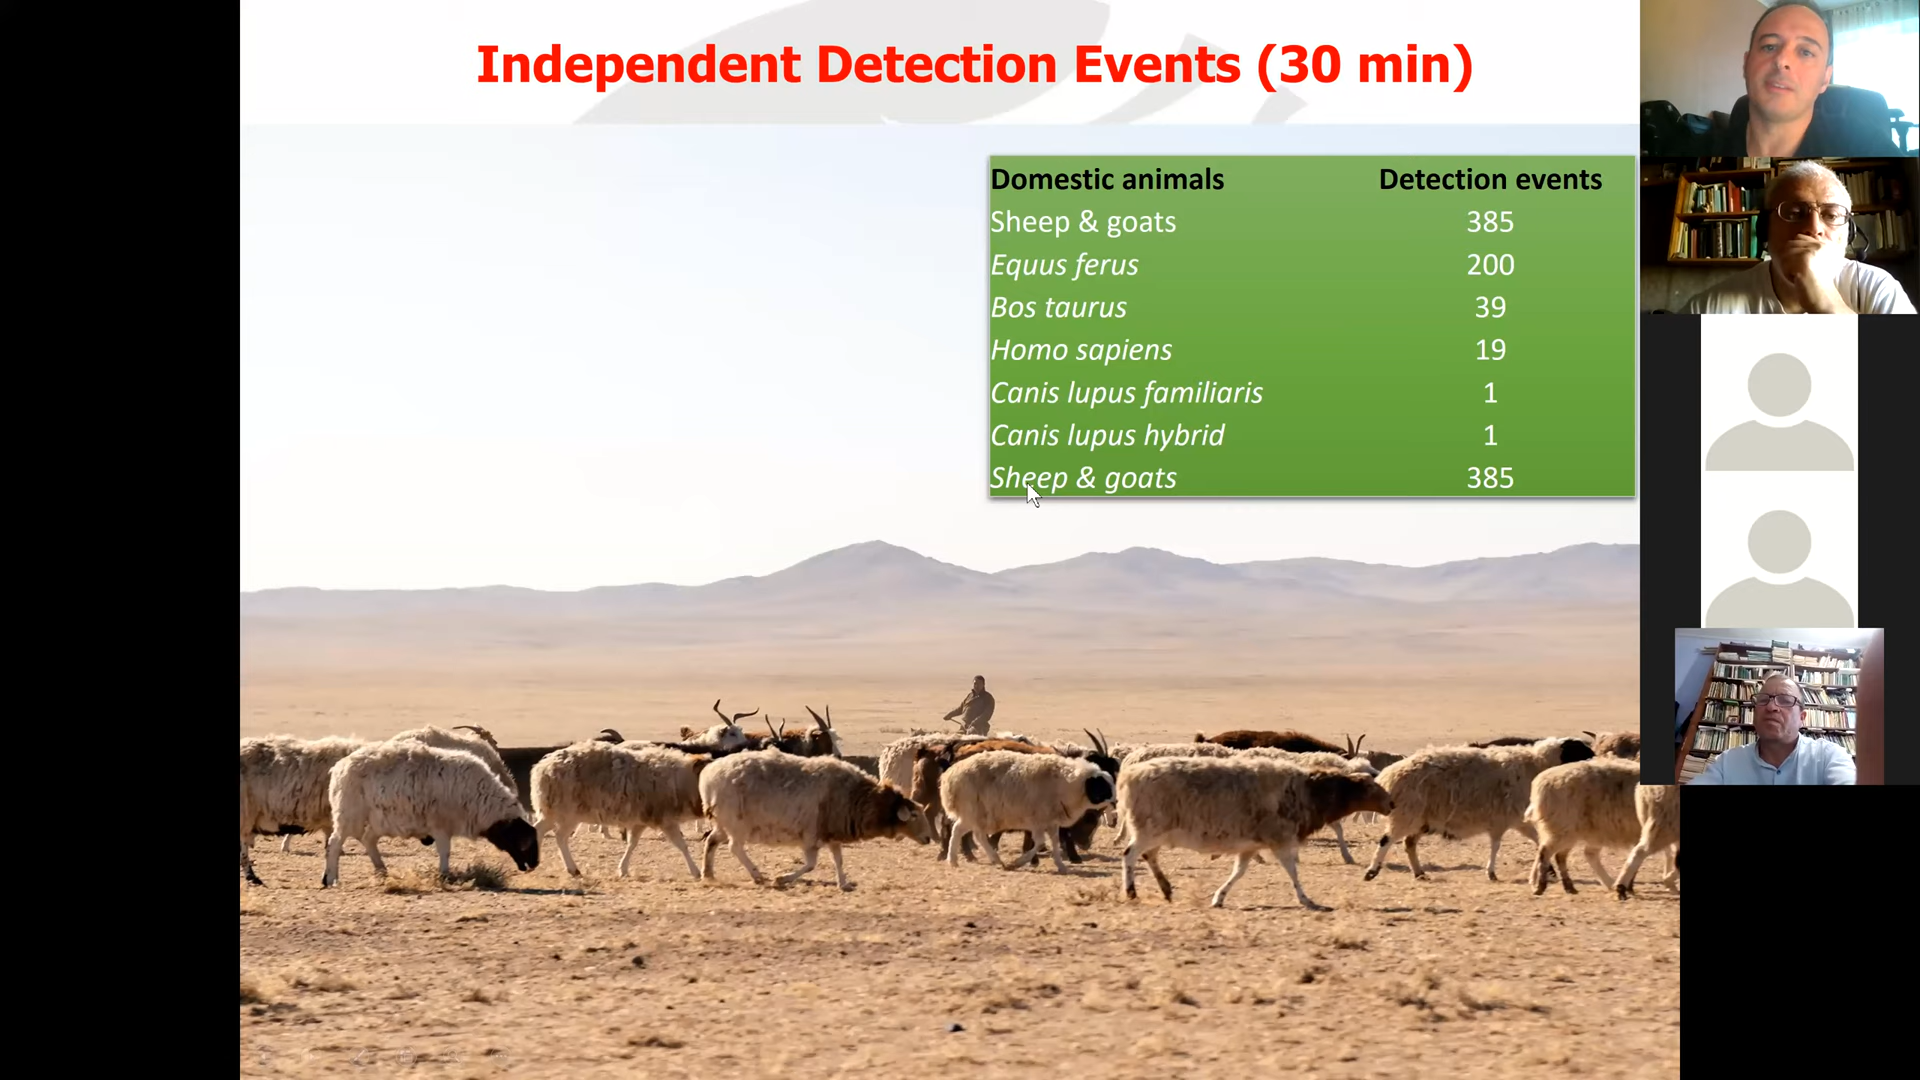 Independent Detection Events (30 min)
Domestic animals Detection events
Sheep & goats 385
Equus ferus 200
Bos taurus 39
Homo sapiens 19
Canis lupus familiaris 1
Canis lupus hybrid 1
Sheep & goats 385